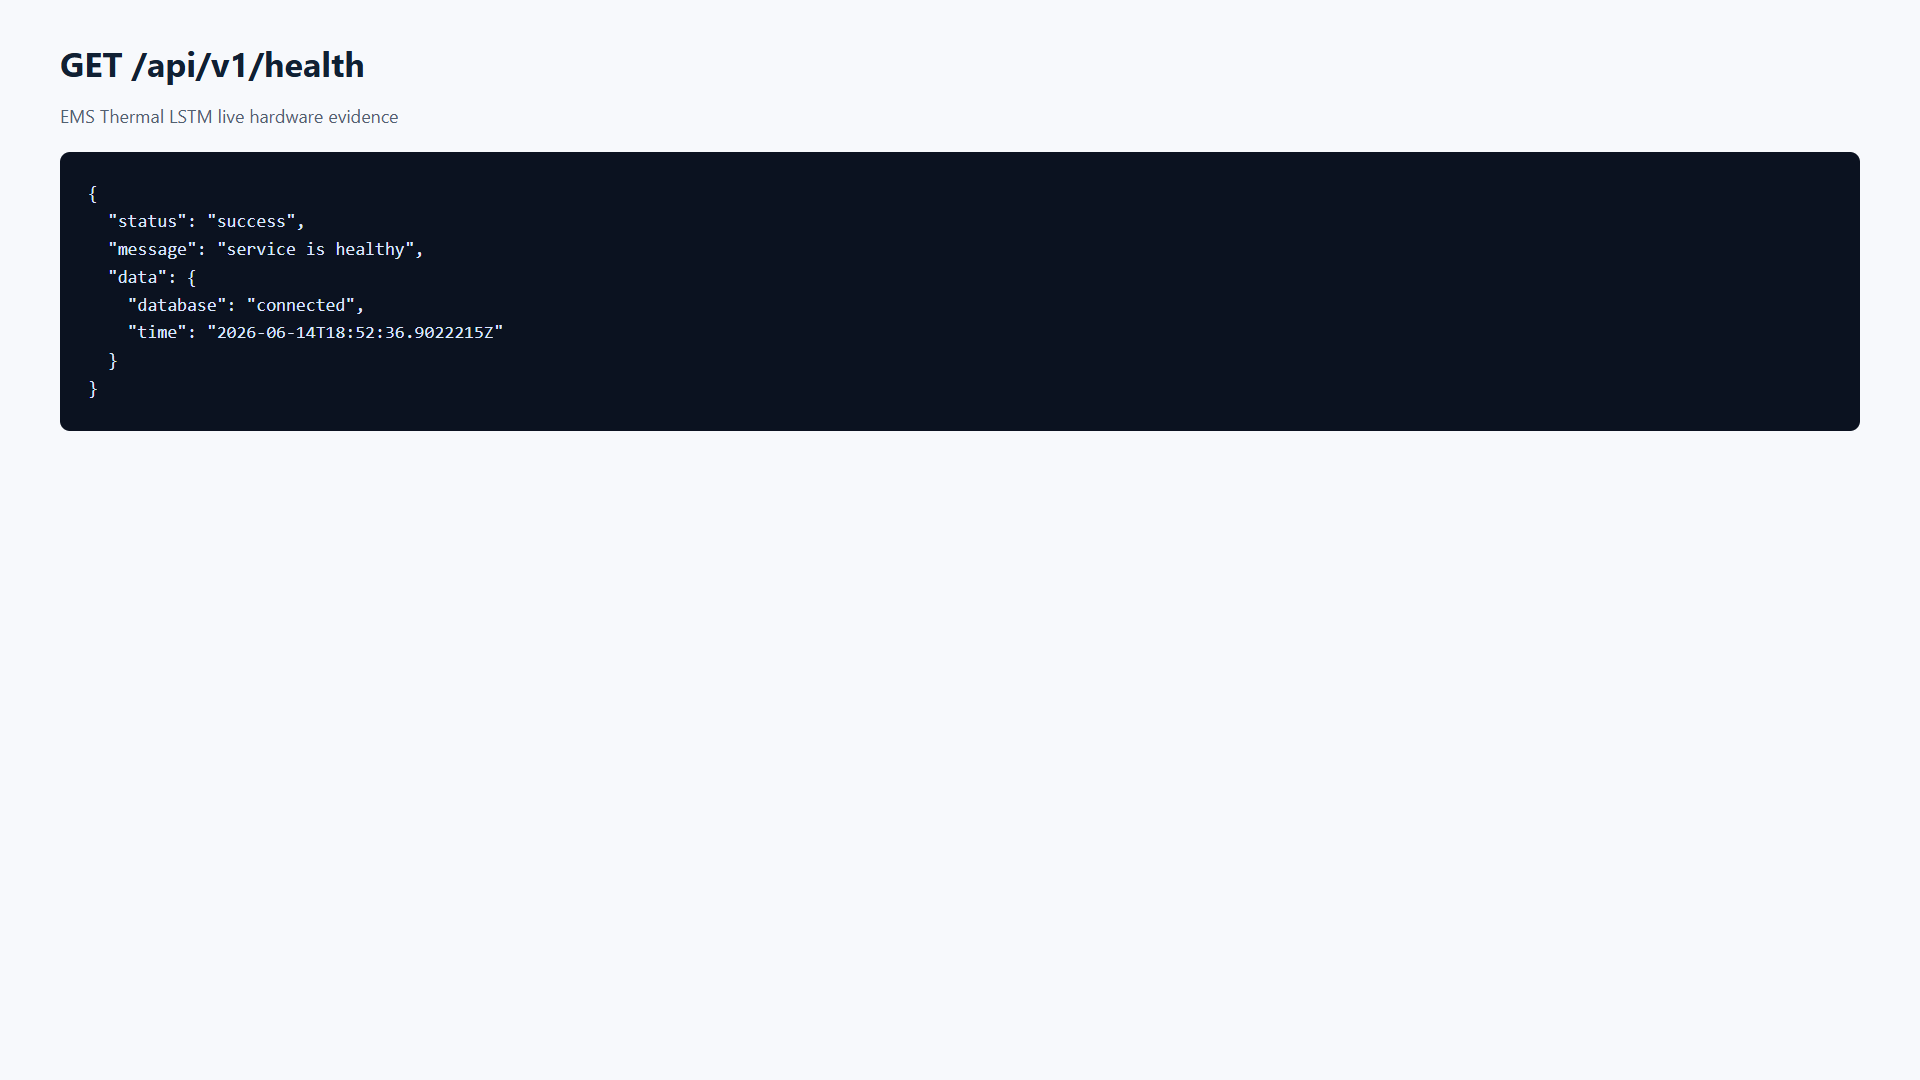 GET /api/v1/health
EMS Thermal LSTM live hardware evidence
{
  "status": "success",
  "message": "service is healthy",
  "data": {
    "database": "connected",
    "time": "2026-06-14T18:52:36.9022215Z"
  }
}